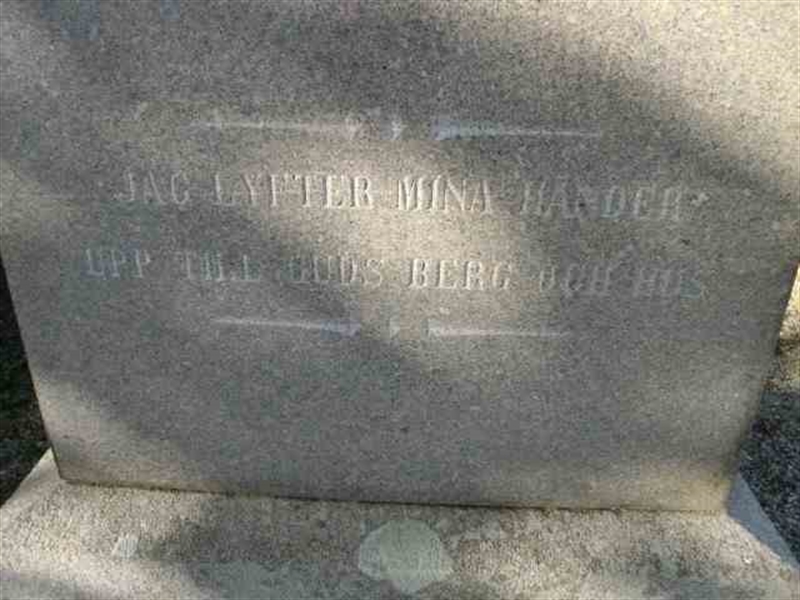 JAG LYFTER MINA HÄNDER
UPP TILL GUDS BERG OCH HUS